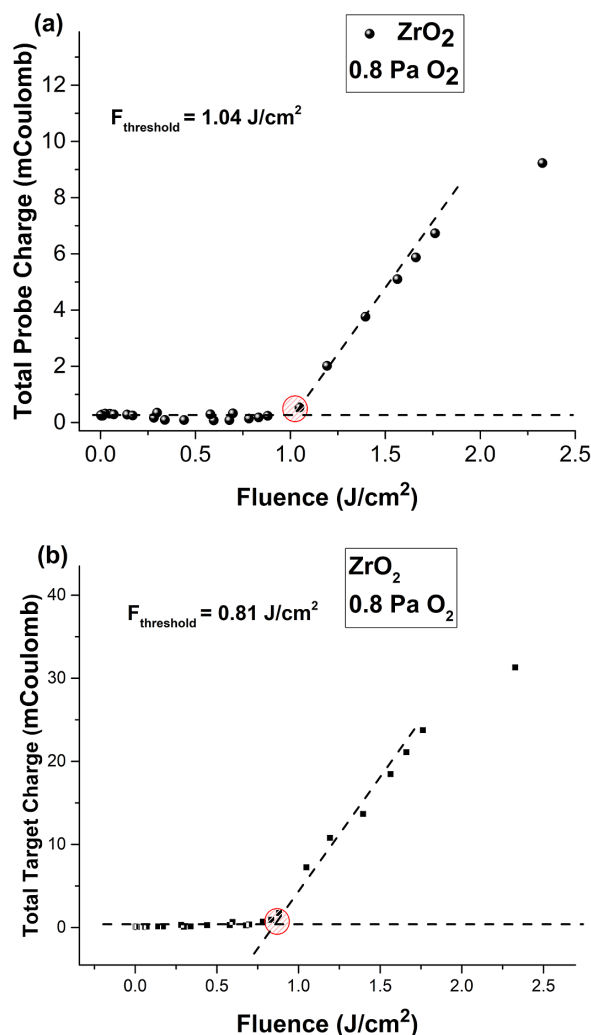 (a)
ZrO2
0.8 Pa O2
Fthreshold = 1.04 J/cm2
Total Probe Charge (mCoulomb)
12
10
8
6
4
2
0
0.0 0.5 1.0 1.5 2.0 2.5
Fluence (J/cm2)
(b)
ZrO2
0.8 Pa O2
Fthreshold = 0.81 J/cm2
Total Target Charge (mCoulomb)
40
30
20
10
0
0.0 0.5 1.0 1.5 2.0 2.5
Fluence (J/cm2)